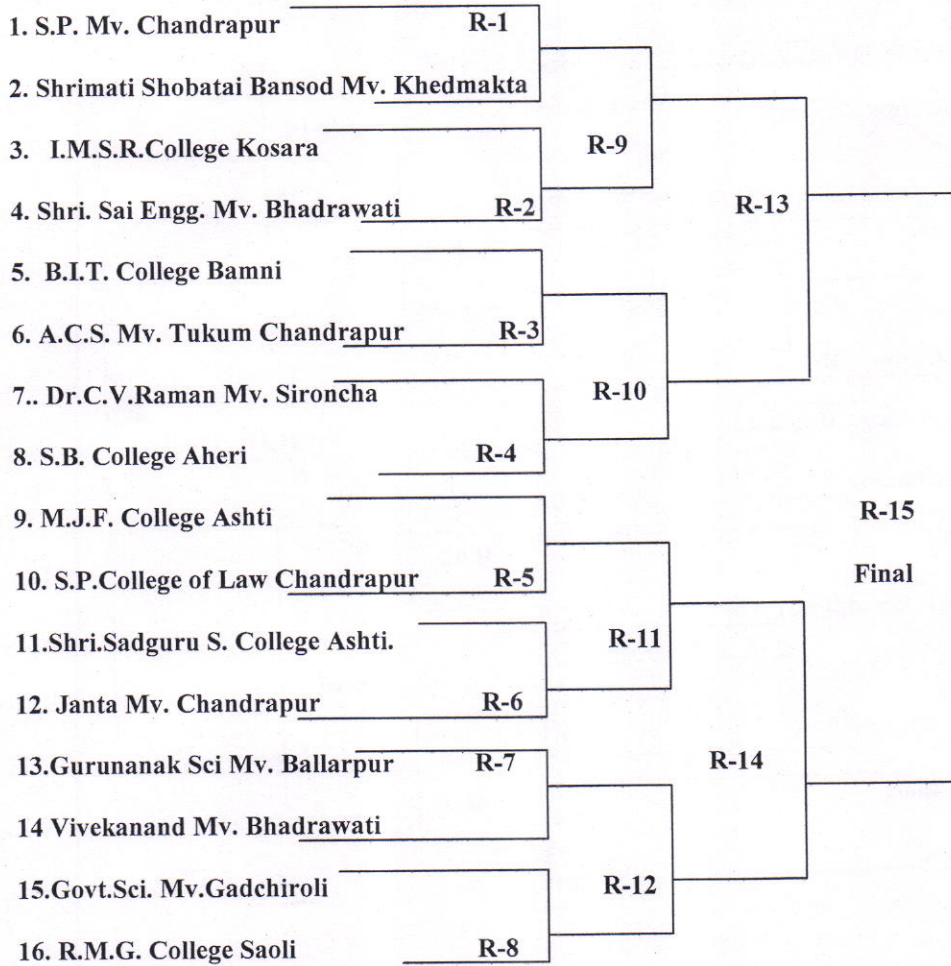 1. S.P. Mv. Chandrapur R-1
2. Shrimati Shobatai Bansod Mv. Khedmakta
3. I.M.S.R.College Kosara R-9
4. Shri. Sai Engg. Mv. Bhadrawati R-2 R-13
5. B.I.T. College Bamni
6. A.C.S. Mv. Tukum Chandrapur R-3
7.. Dr.C.V.Raman Mv. Sironcha R-10
8. S.B. College Aheri R-4
9. M.J.F. College Ashti R-15
10. S.P.College of Law Chandrapur R-5 Final
11.Shri.Sadguru S. College Ashti. R-11
12. Janta Mv. Chandrapur R-6
13.Gurunanak Sci Mv. Ballarpur R-7 R-14
14 Vivekanand Mv. Bhadrawati
15.Govt.Sci. Mv.Gadchiroli R-12
16. R.M.G. College Saoli R-8